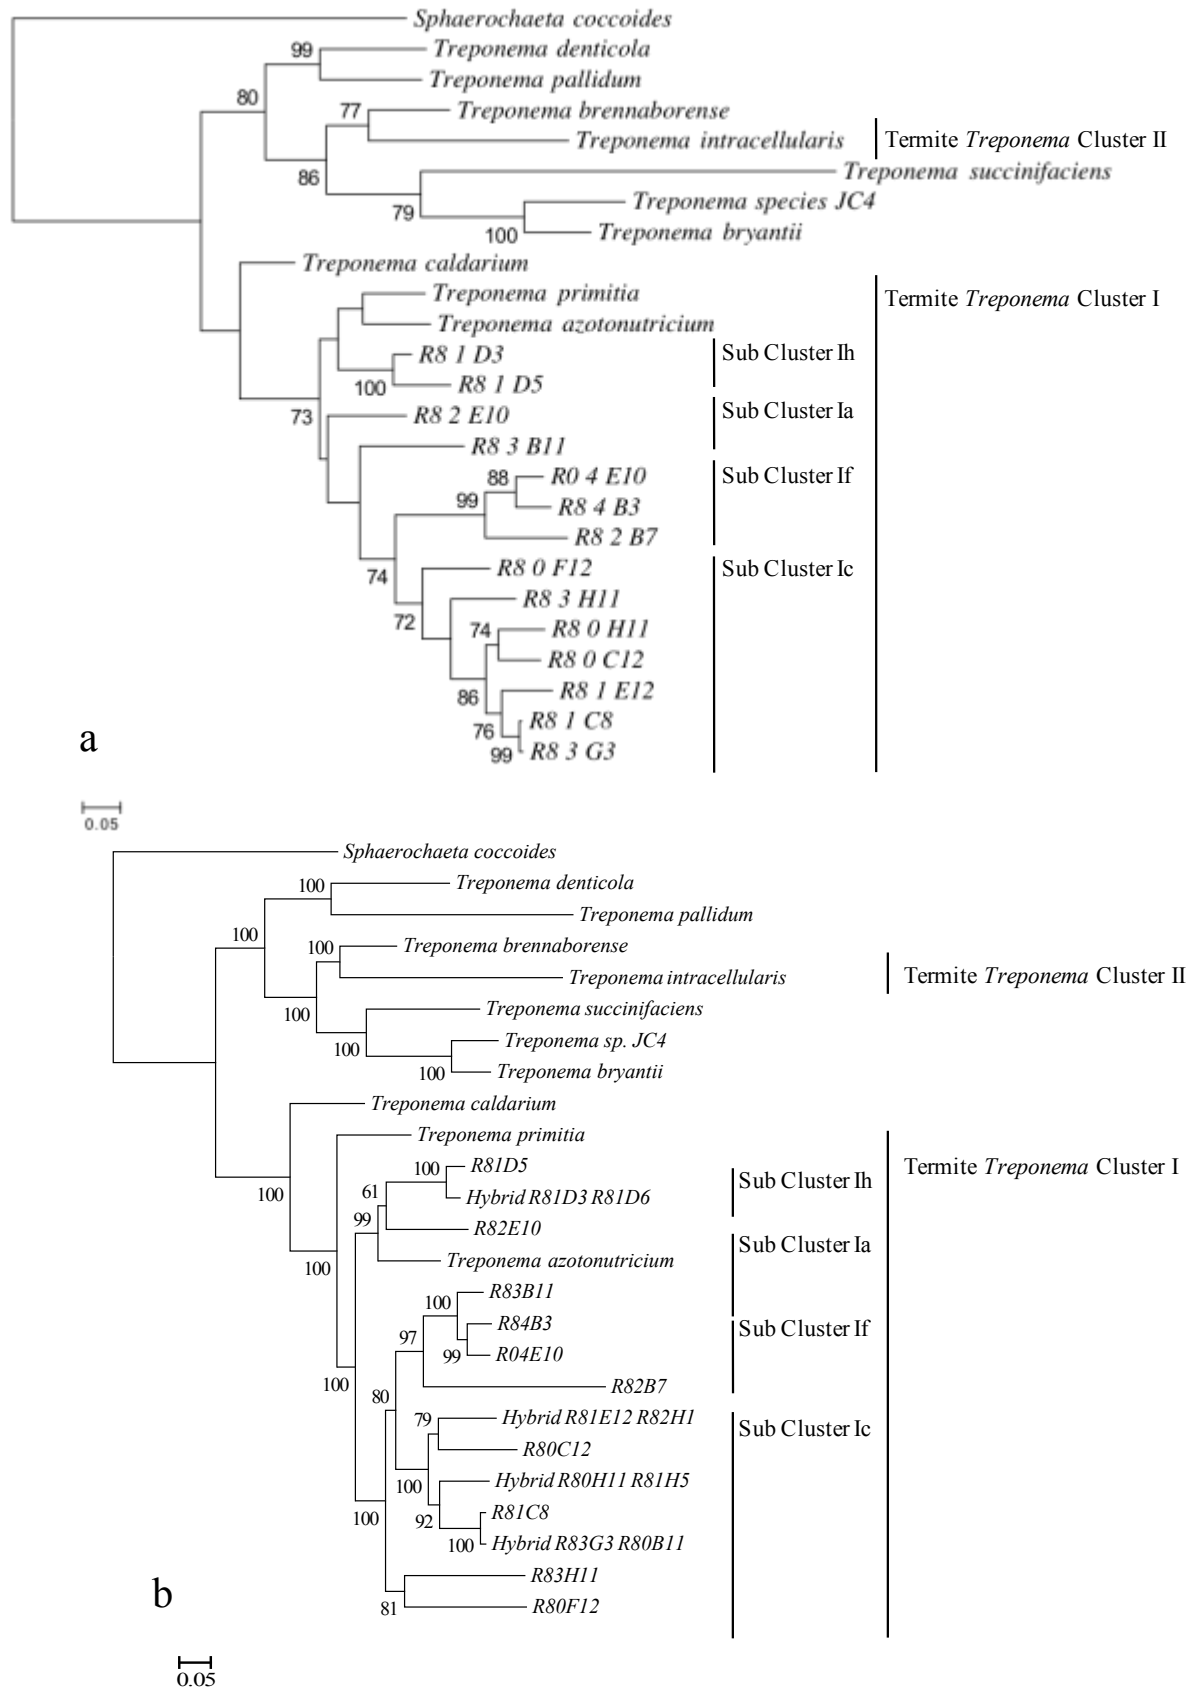 Sphaerochaeta coccoides
99
Treponema denticola
Treponema pallidum
80
77
Treponema brennaborense
Treponema intracellularis
Termite Treponema Cluster II
86
Treponema succinifaciens
79
Treponema species JC4
100
Treponema bryantii
Treponema caldarium
Treponema primitia
Termite Treponema Cluster I
Treponema azotonutricium
R8 1 D3
Sub Cluster Ih
100
R8 1 D5
73
R8 2 E10
Sub Cluster Ia
R8 3 B11
88
R0 4 E10
Sub Cluster If
99
R8 4 B3
R8 2 B7
74
R8 0 F12
Sub Cluster Ic
72
R8 3 H11
74
R8 0 H11
R8 0 C12
86
R8 1 E12
76
R8 1 C8
99
R8 3 G3
a
0.05
Sphaerochaeta coccoides
100
Treponema denticola
Treponema pallidum
100
100
Treponema brennaborense
Treponema intracellularis
Termite Treponema Cluster II
100
Treponema succinifaciens
100
Treponema sp. JC4
100
Treponema bryantii
Treponema caldarium
Treponema primitia
100
Termite Treponema Cluster I
100
R81D5
Sub Cluster Ih
61
Hybrid R81D3 R81D6
99
R82E10
Sub Cluster Ia
100
Treponema azotonutricium
R83B11
100
R84B3
Sub Cluster If
97
99
R04E10
100
R82B7
80
79
Hybrid R81E12 R82H1
Sub Cluster Ic
R80C12
100
Hybrid R80H11 R81H5
100
92
R81C8
100
Hybrid R83G3 R80B11
R83H11
b
81
R80F12
0.05